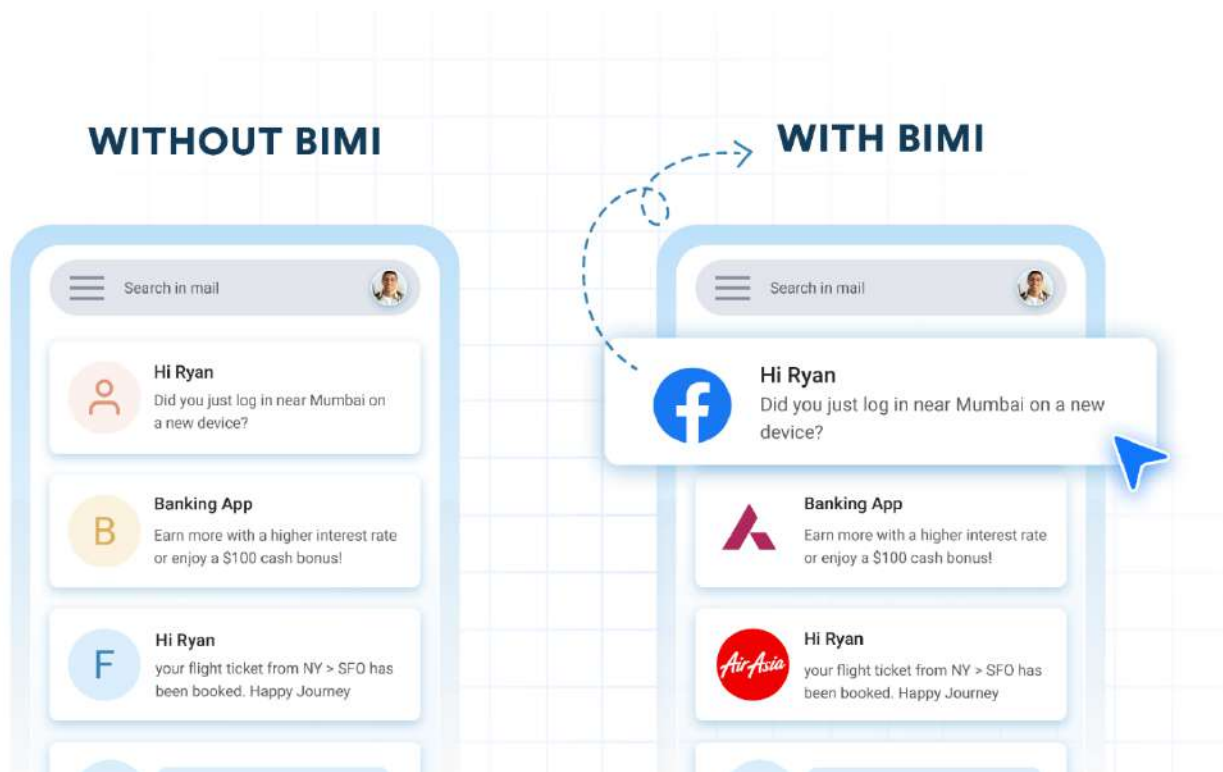 WITHOUT BIMI
Search in mail
Hi Ryan
Did you just log in near Mumbai on
a new device?
B
Banking App
Earn more with a higher interest rate
or enjoy a $100 cash bonus!
F
Hi Ryan
your flight ticket from NY > SFO has
been booked. Happy Journey
WITH BIMI
Search in mail
f
Hi Ryan
Did you just log in near Mumbai on a new
device?
Banking App
Earn more with a higher interest rate
or enjoy a $100 cash bonus!
AirAsia
Hi Ryan
your flight ticket from NY > SFO has
been booked. Happy Journey